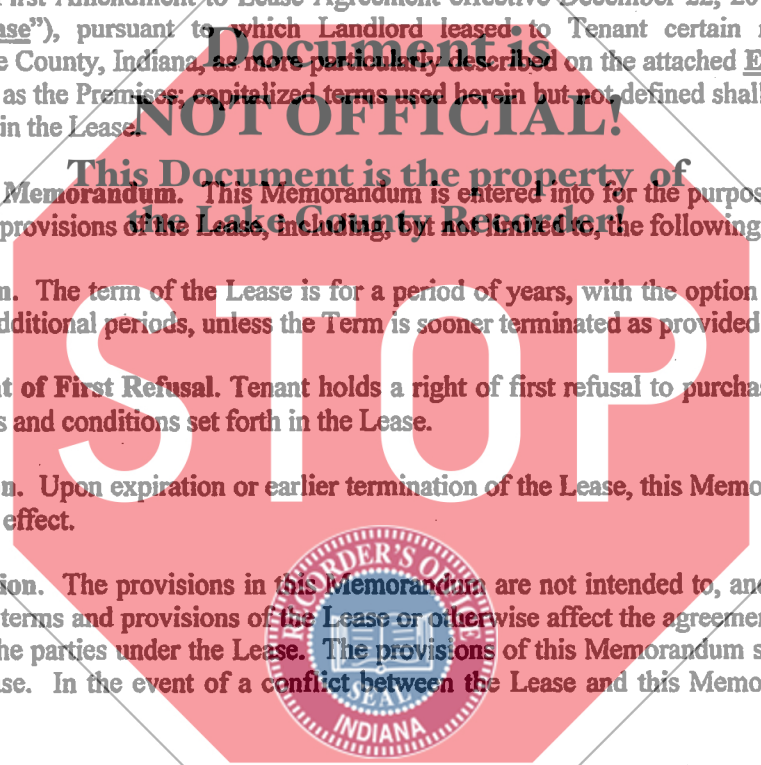 irst Amendment to Lease Agreement effective December 22, 20
ase"), pursuant to which Landlord leased to Tenant certain r
e County, Indiana, as more particularly described on the attached E
as the Premises; capitalized terms used herein but not defined shall
in the Lease.
Document is
NOT OFFICIAL!
This Document is the property of
the Lake County Recorder!
Memorandum. This Memorandum is entered into for the purpos
provisions of the Lease, including, but not limited to, the following
n. The term of the Lease is for a period of years, with the option
dditional periods, unless the Term is sooner terminated as provided
t of First Refusal. Tenant holds a right of first refusal to purchas
s and conditions set forth in the Lease.
STOP
n. Upon expiration or earlier termination of the Lease, this Memo
effect.
ion. The provisions in this Memorandum are not intended to, and
terms and provisions of the Lease or otherwise affect the agreemen
he parties under the Lease. The provisions of this Memorandum s
se. In the event of a conflict between the Lease and this Memo
RECORDER'S OFFICE
SEAL
INDIANA